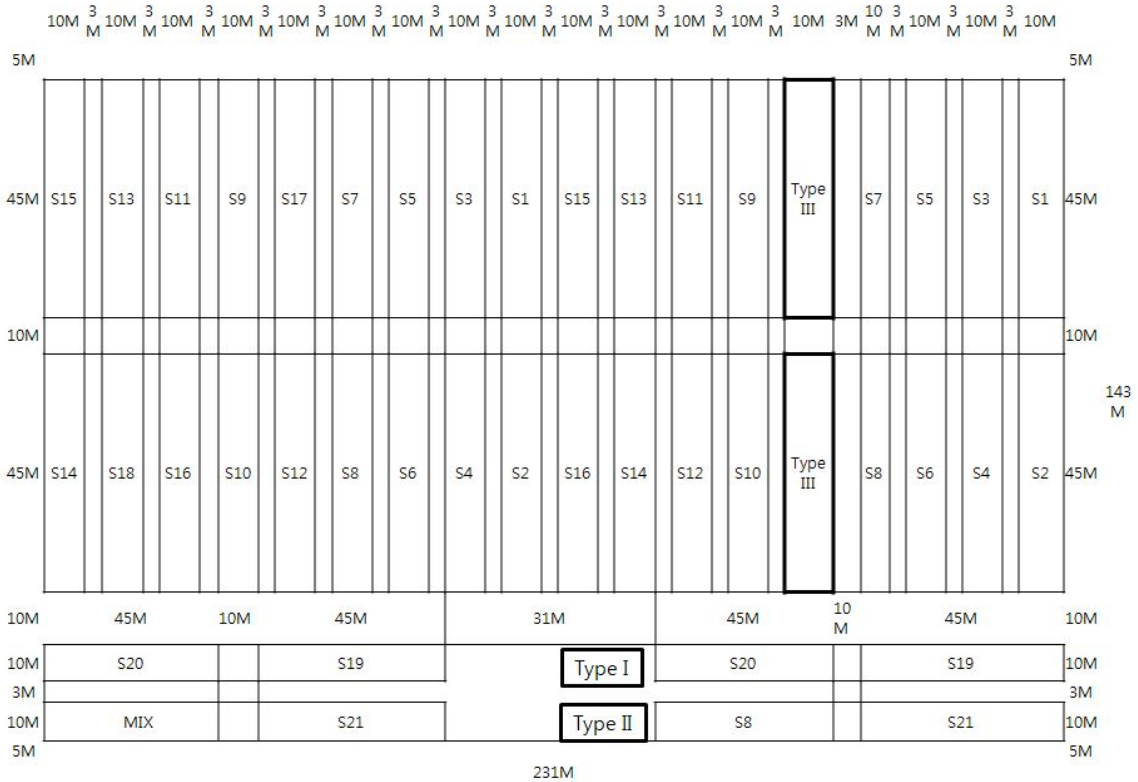 10M 3M 10M 3M 10M 3M 10M 3M 10M 3M 10M 3M 10M 3M 10M 3M 10M 3M 10M 3M 10M 3M 10M 3M 10M 3M 10M 3M 10M 3M 10M 3M 10M 3M 10M
5M 5M
45M S15 S13 S11 S9 S17 S7 S5 S3 S1 S15 S13 S11 S9 Type III S7 S5 S3 S1 45M
10M 10M
143M
45M S14 S18 S16 S10 S12 S8 S6 S4 S2 S16 S14 S12 S10 Type III S8 S6 S4 S2 45M
10M 45M 10M 45M 31M 45M 10M 45M 10M
10M S20 S19 Type I S20 S19 10M
3M 3M
10M MIX S21 Type II S8 S21 10M
5M 5M
231M